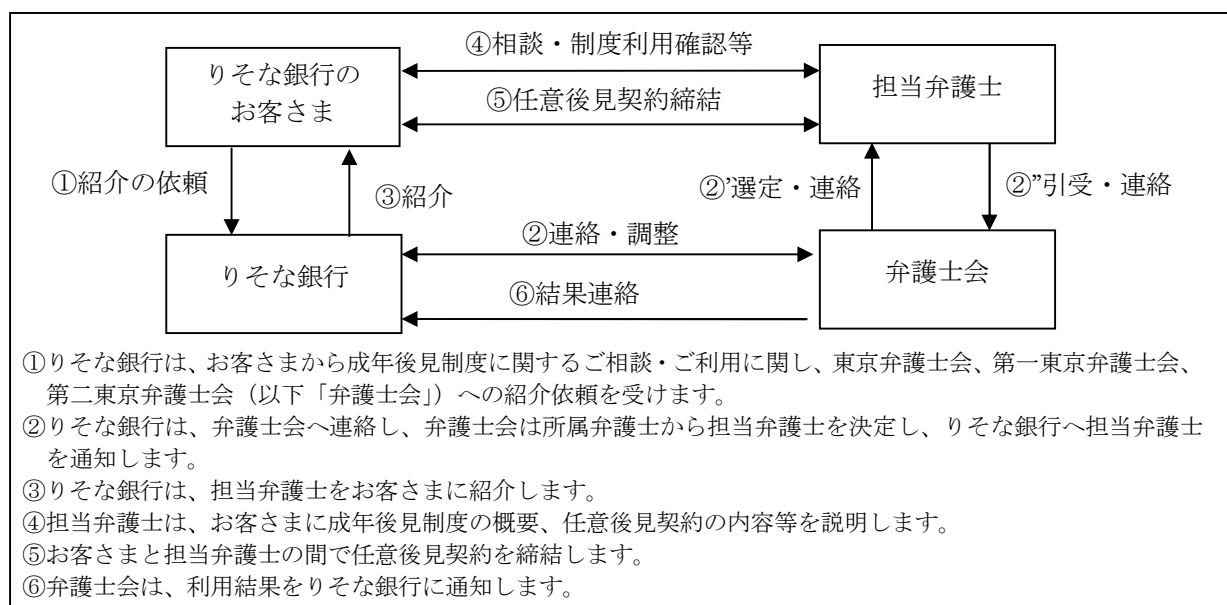 ④相談・制度利用確認等
りそな銀行の
お客さま
担当弁護士
⑤任意後見契約締結
①紹介の依頼
③紹介
②’選定・連絡
②”引受・連絡
②連絡・調整
りそな銀行
弁護士会
⑥結果連絡
①りそな銀行は、お客さまから成年後見制度に関するご相談・ご利用に関し、東京弁護士会、第一東京弁護士会、
第二東京弁護士会（以下「弁護士会」）への紹介依頼を受けます。
②りそな銀行は、弁護士会へ連絡し、弁護士会は所属弁護士から担当弁護士を決定し、りそな銀行へ担当弁護士
を通知します。
③りそな銀行は、担当弁護士をお客さまに紹介します。
④担当弁護士は、お客さまに成年後見制度の概要、任意後見契約の内容等を説明します。
⑤お客さまと担当弁護士の間で任意後見契約を締結します。
⑥弁護士会は、利用結果をりそな銀行に通知します。